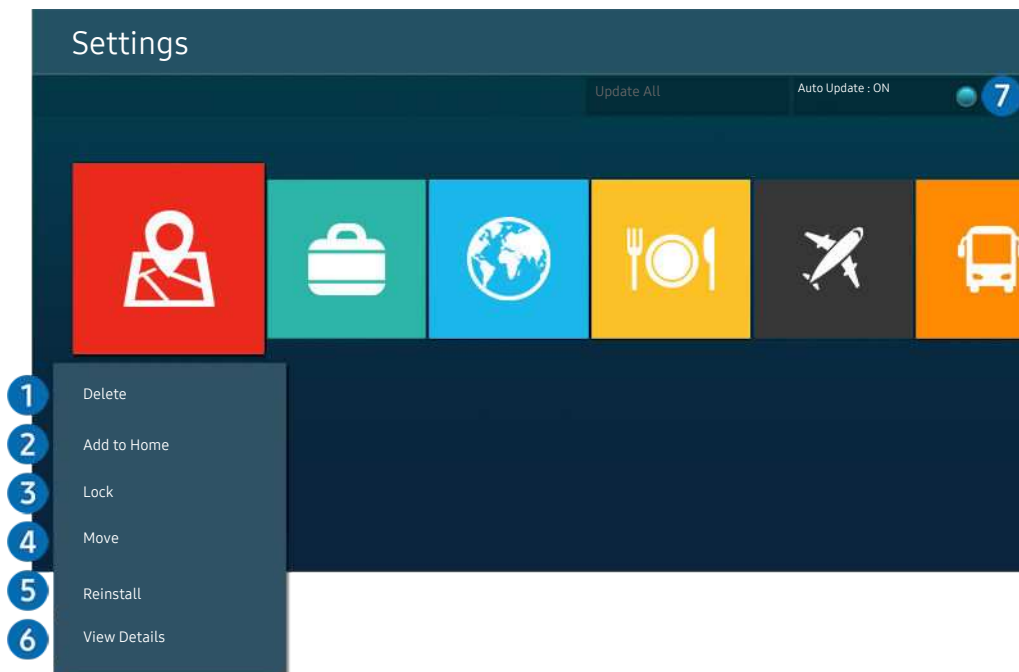 Settings
Update All
Auto Update : ON
7
1
Delete
2
Add to Home
3
Lock
4
Move
5
Reinstall
6
View Details